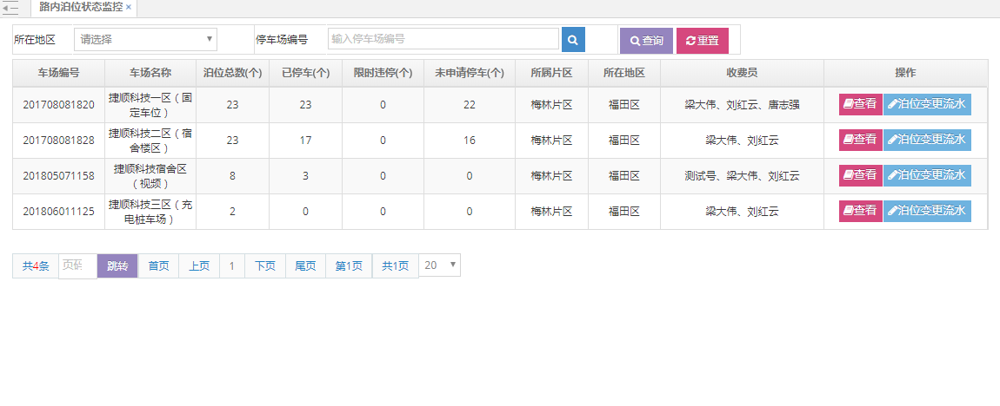 路内泊位状态监控 ×
所在地区 请选择 停车场编号 输入停车场编号 查询 重置
车场编号 车场名称 泊位总数(个) 已停车(个) 限时违停(个) 未申请停车(个) 所属片区 所在地区 收费员 操作
201708081820 捷顺科技一区（固 23 23 0 22 梅林片区 福田区 梁大伟、刘红云、唐志强 查看 泊位变更流水
定车位）
201708081828 捷顺科技二区（宿 23 17 0 16 梅林片区 福田区 梁大伟、刘红云 查看 泊位变更流水
舍楼区）
201805071158 捷顺科技宿舍区 8 3 0 0 梅林片区 福田区 测试号、梁大伟、刘红云 查看 泊位变更流水
（视频）
201806011125 捷顺科技三区（充 2 0 0 0 梅林片区 福田区 梁大伟、刘红云 查看 泊位变更流水
电桩车场）
共4条 页码 跳转 首页 上页 1 下页 尾页 第1页 共1页 20